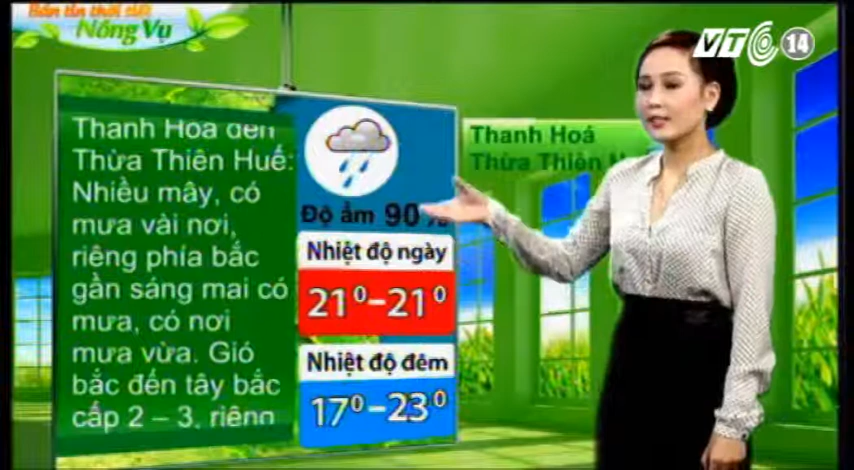 Bản tin thời tiết
Nông Vụ
VTC 14
Thanh Hóa đến
Thừa Thiên Huế:
Nhiều mây, có
mưa vài nơi,
riêng phía bắc
gần sáng mai có
mưa, có nơi
mưa vừa. Gió
bắc đến tây bắc
cấp 2 – 3, riêng
Độ ẩm 90%
Nhiệt độ ngày
21⁰–21⁰
Nhiệt độ đêm
17⁰–23⁰
Thanh Hoá
Thừa Thiên